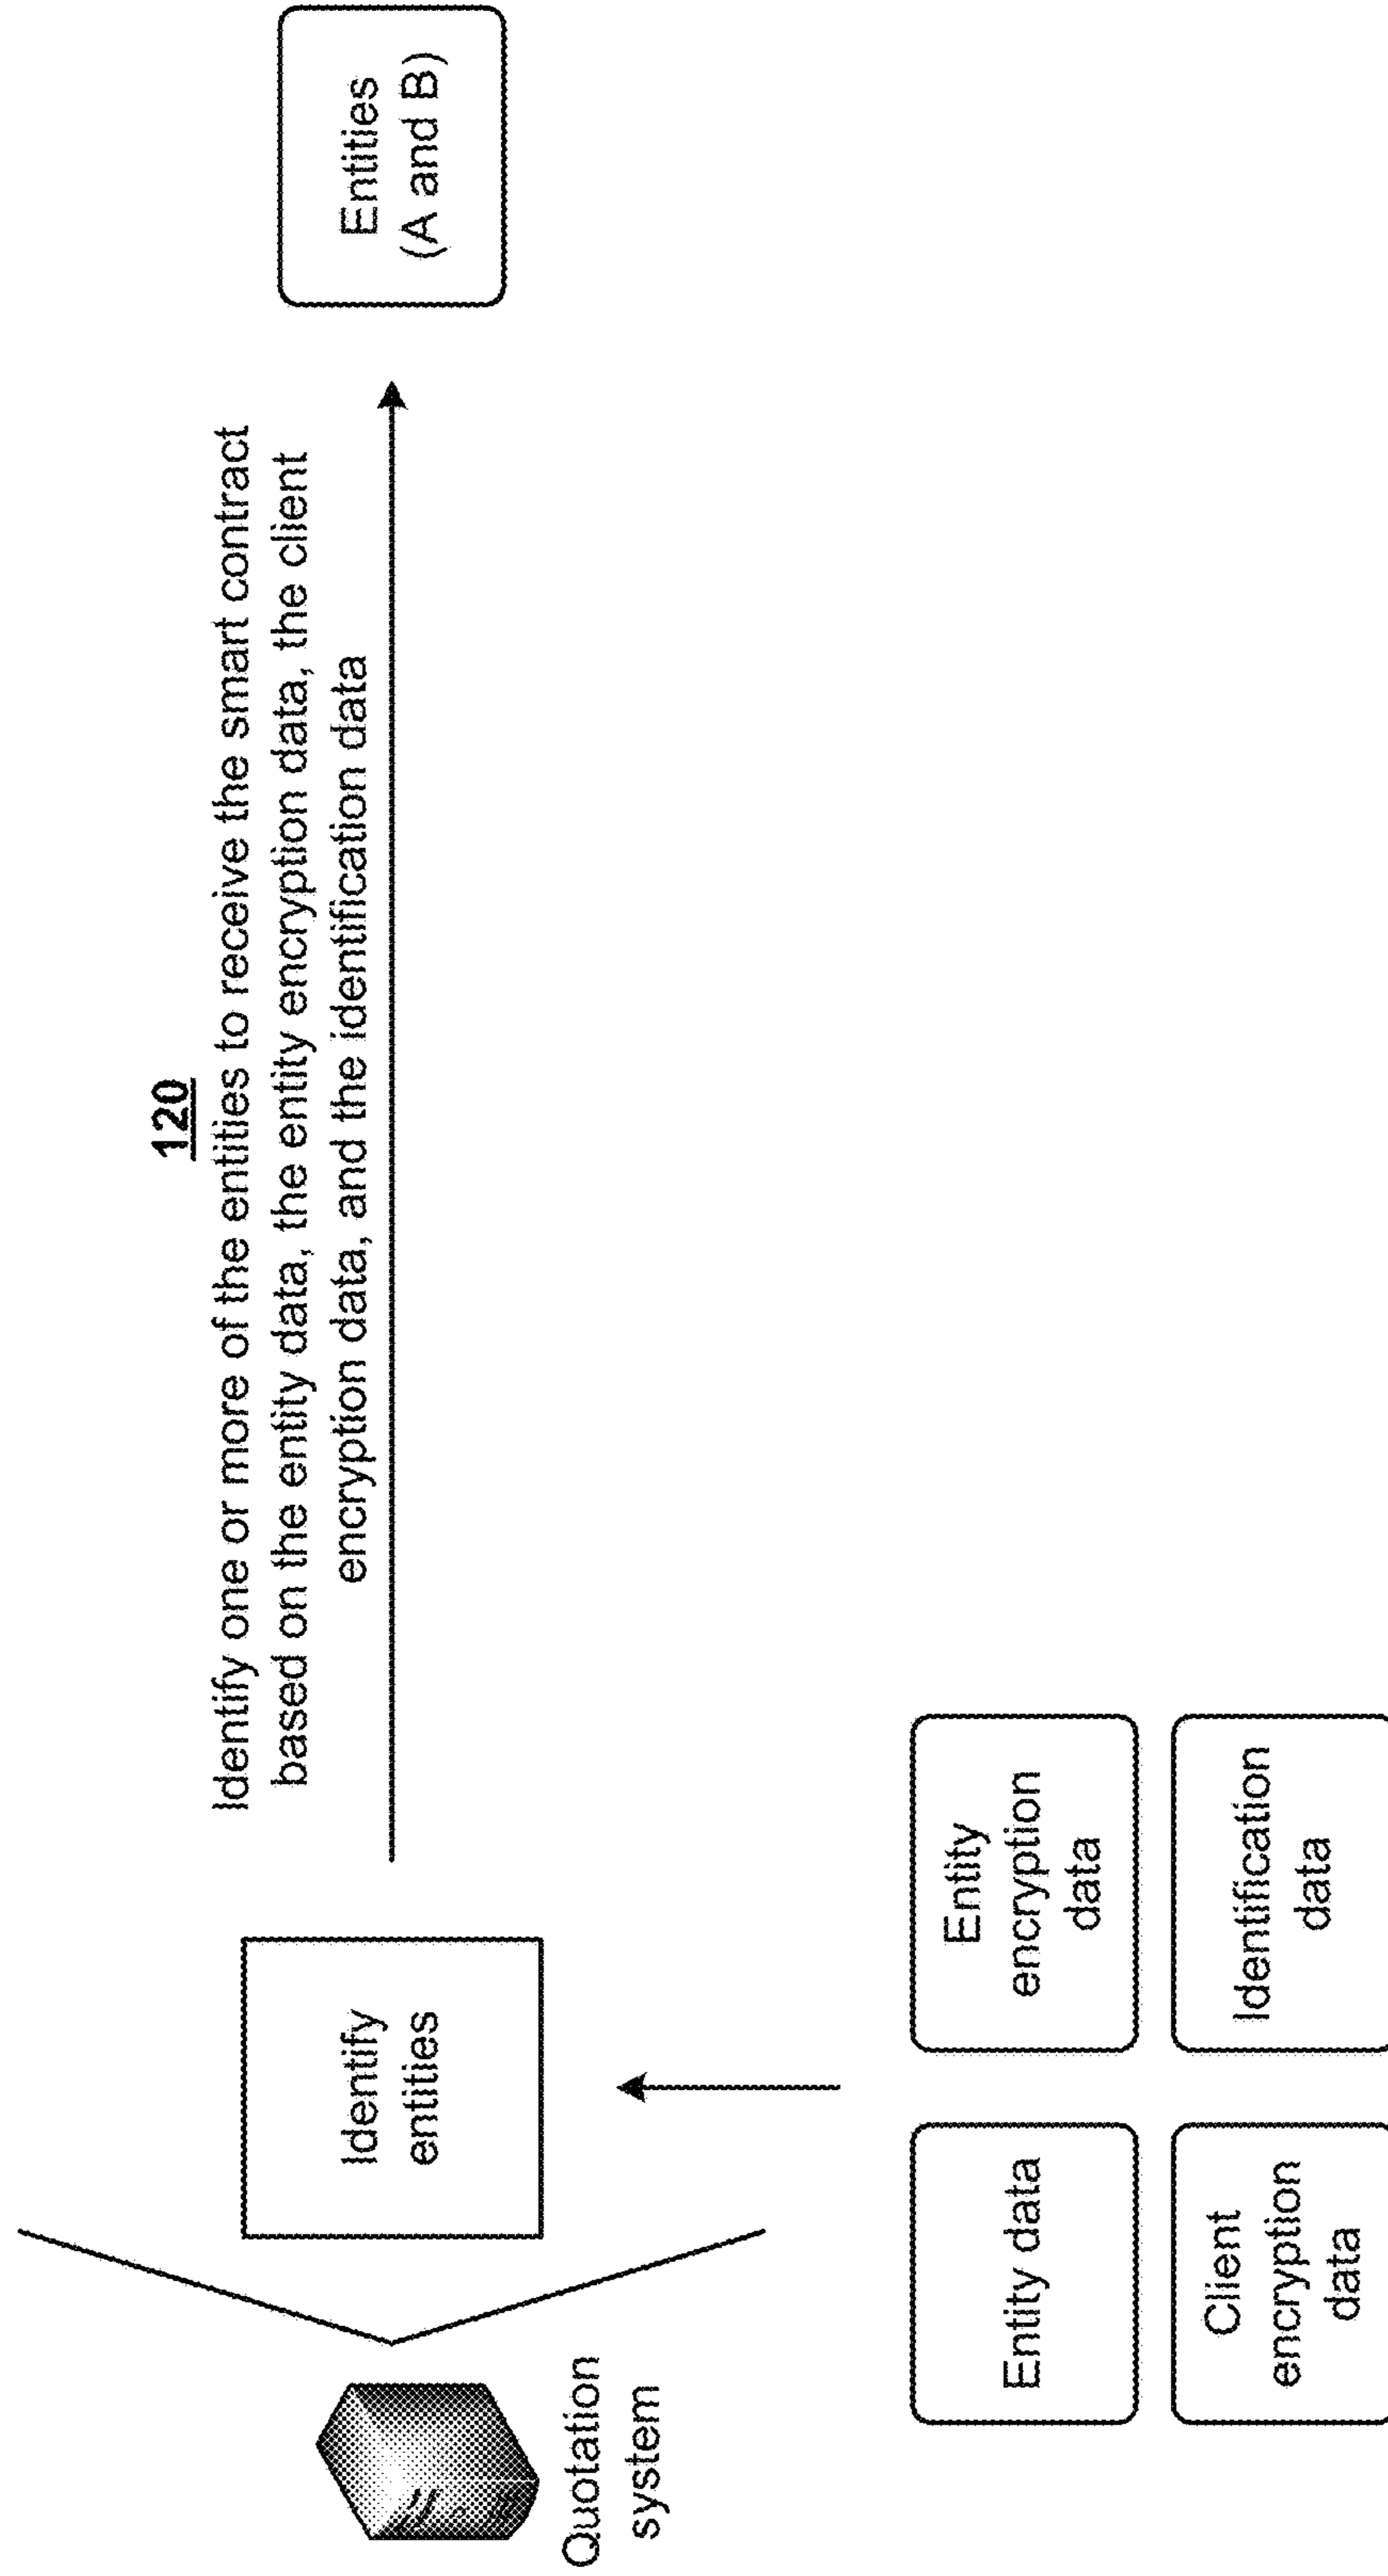 120
Identify one or more of the entities to receive the smart contract
based on the entity data, the entity encryption data, the client
encryption data, and the identification data
Quotation
system
Identify
entities
Entities
(A and B)
Entity data
Entity
encryption
data
Client
encryption
data
Identification
data